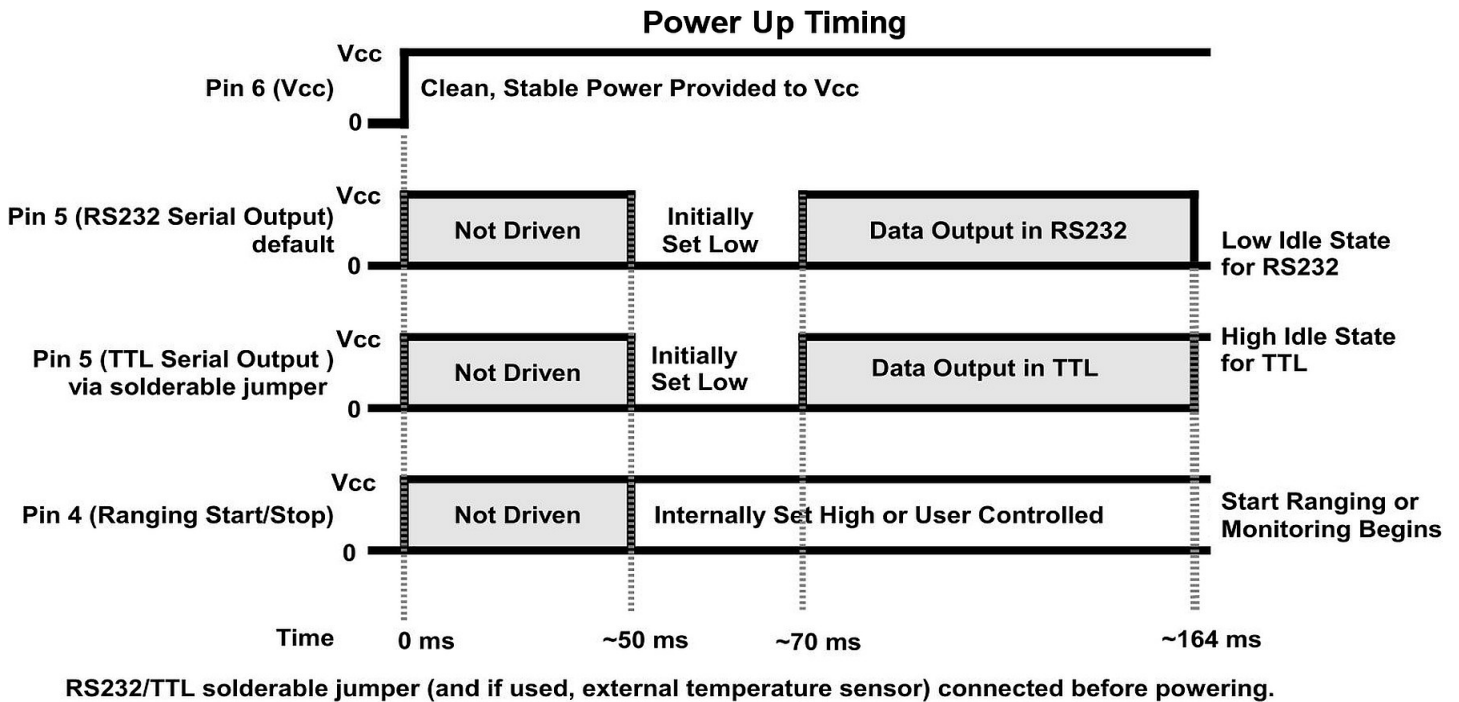 Power Up Timing
Vcc
Pin 6 (Vcc)
Clean, Stable Power Provided to Vcc
0
Vcc
Pin 5 (RS232 Serial Output)
default
Not Driven
Initially
Set Low
Data Output in RS232
0
Low Idle State
for RS232
Vcc
Pin 5 (TTL Serial Output )
via solderable jumper
Not Driven
Initially
Set Low
Data Output in TTL
0
High Idle State
for TTL
Vcc
Pin 4 (Ranging Start/Stop)
Not Driven
Internally Set High or User Controlled
0
Start Ranging or
Monitoring Begins
Time
0 ms
~50 ms
~70 ms
~164 ms
RS232/TTL solderable jumper (and if used, external temperature sensor) connected before powering.